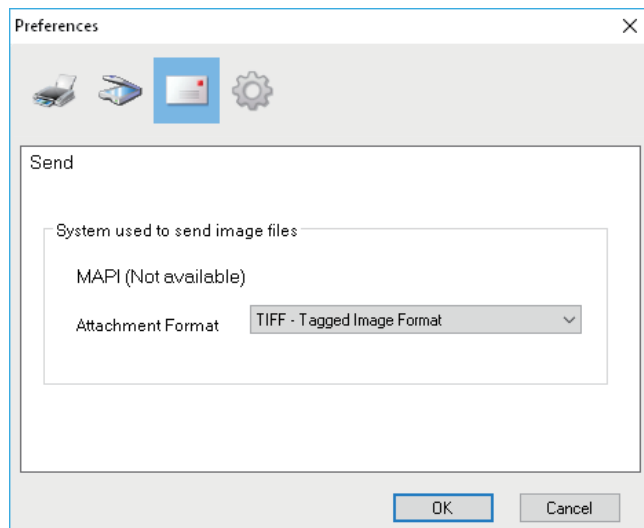 Preferences
Send
System used to send image files
MAPI (Not available)
Attachment Format
TIFF - Tagged Image Format
OK
Cancel